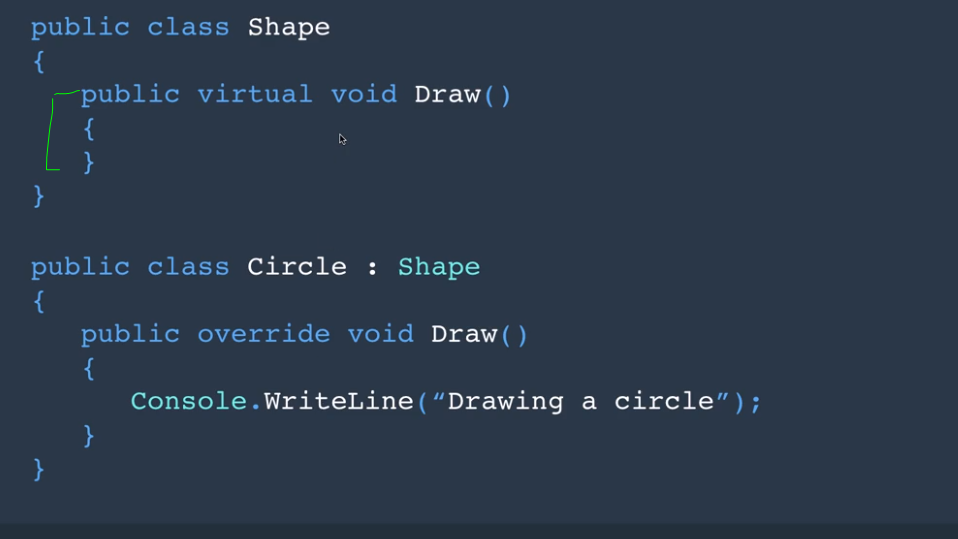 public class Shape
{
public virtual void Draw()
{
}
}
public class Circle : Shape
{
public override void Draw()
{
Console.WriteLine(“Drawing a circle”);
}
}